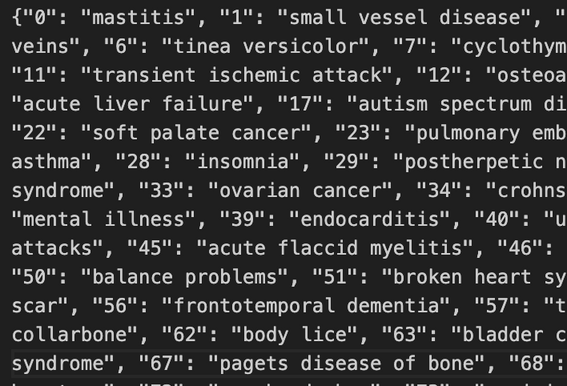 {"0": "mastitis", "1": "small vessel disease", "
veins", "6": "tinea versicolor", "7": "cyclothym
"11": "transient ischemic attack", "12": "osteoa
"acute liver failure", "17": "autism spectrum di
"22": "soft palate cancer", "23": "pulmonary emb
asthma", "28": "insomnia", "29": "postherpetic n
syndrome", "33": "ovarian cancer", "34": "crohns
"mental illness", "39": "endocarditis", "40": "u
attacks", "45": "acute flaccid myelitis", "46":
"50": "balance problems", "51": "broken heart sy
scar", "56": "frontotemporal dementia", "57": "t
collarbone", "62": "body lice", "63": "bladder c
syndrome", "67": "pagets disease of bone", "68":